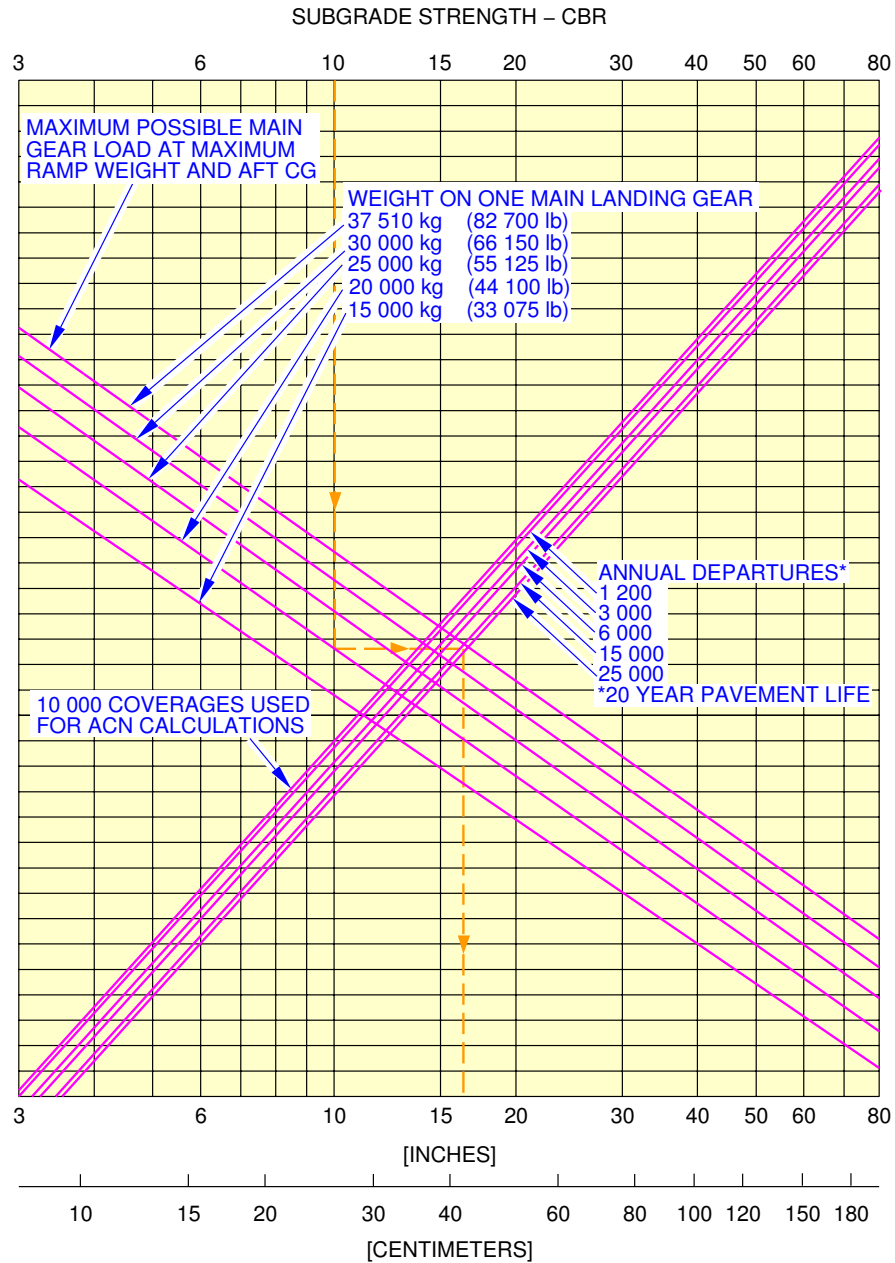 SUBGRADE STRENGTH – CBR
3 6 10 15 20 30 40 50 60 80
MAXIMUM POSSIBLE MAIN
GEAR LOAD AT MAXIMUM
RAMP WEIGHT AND AFT CG
WEIGHT ON ONE MAIN LANDING GEAR
37 510 kg (82 700 lb)
30 000 kg (66 150 lb)
25 000 kg (55 125 lb)
20 000 kg (44 100 lb)
15 000 kg (33 075 lb)
ANNUAL DEPARTURES*
1 200
3 000
6 000
15 000
25 000
*20 YEAR PAVEMENT LIFE
10 000 COVERAGES USED
FOR ACN CALCULATIONS
3 6 10 15 20 30 40 50 60 80
[INCHES]
10 15 20 30 40 60 80 100 120 150 180
[CENTIMETERS]